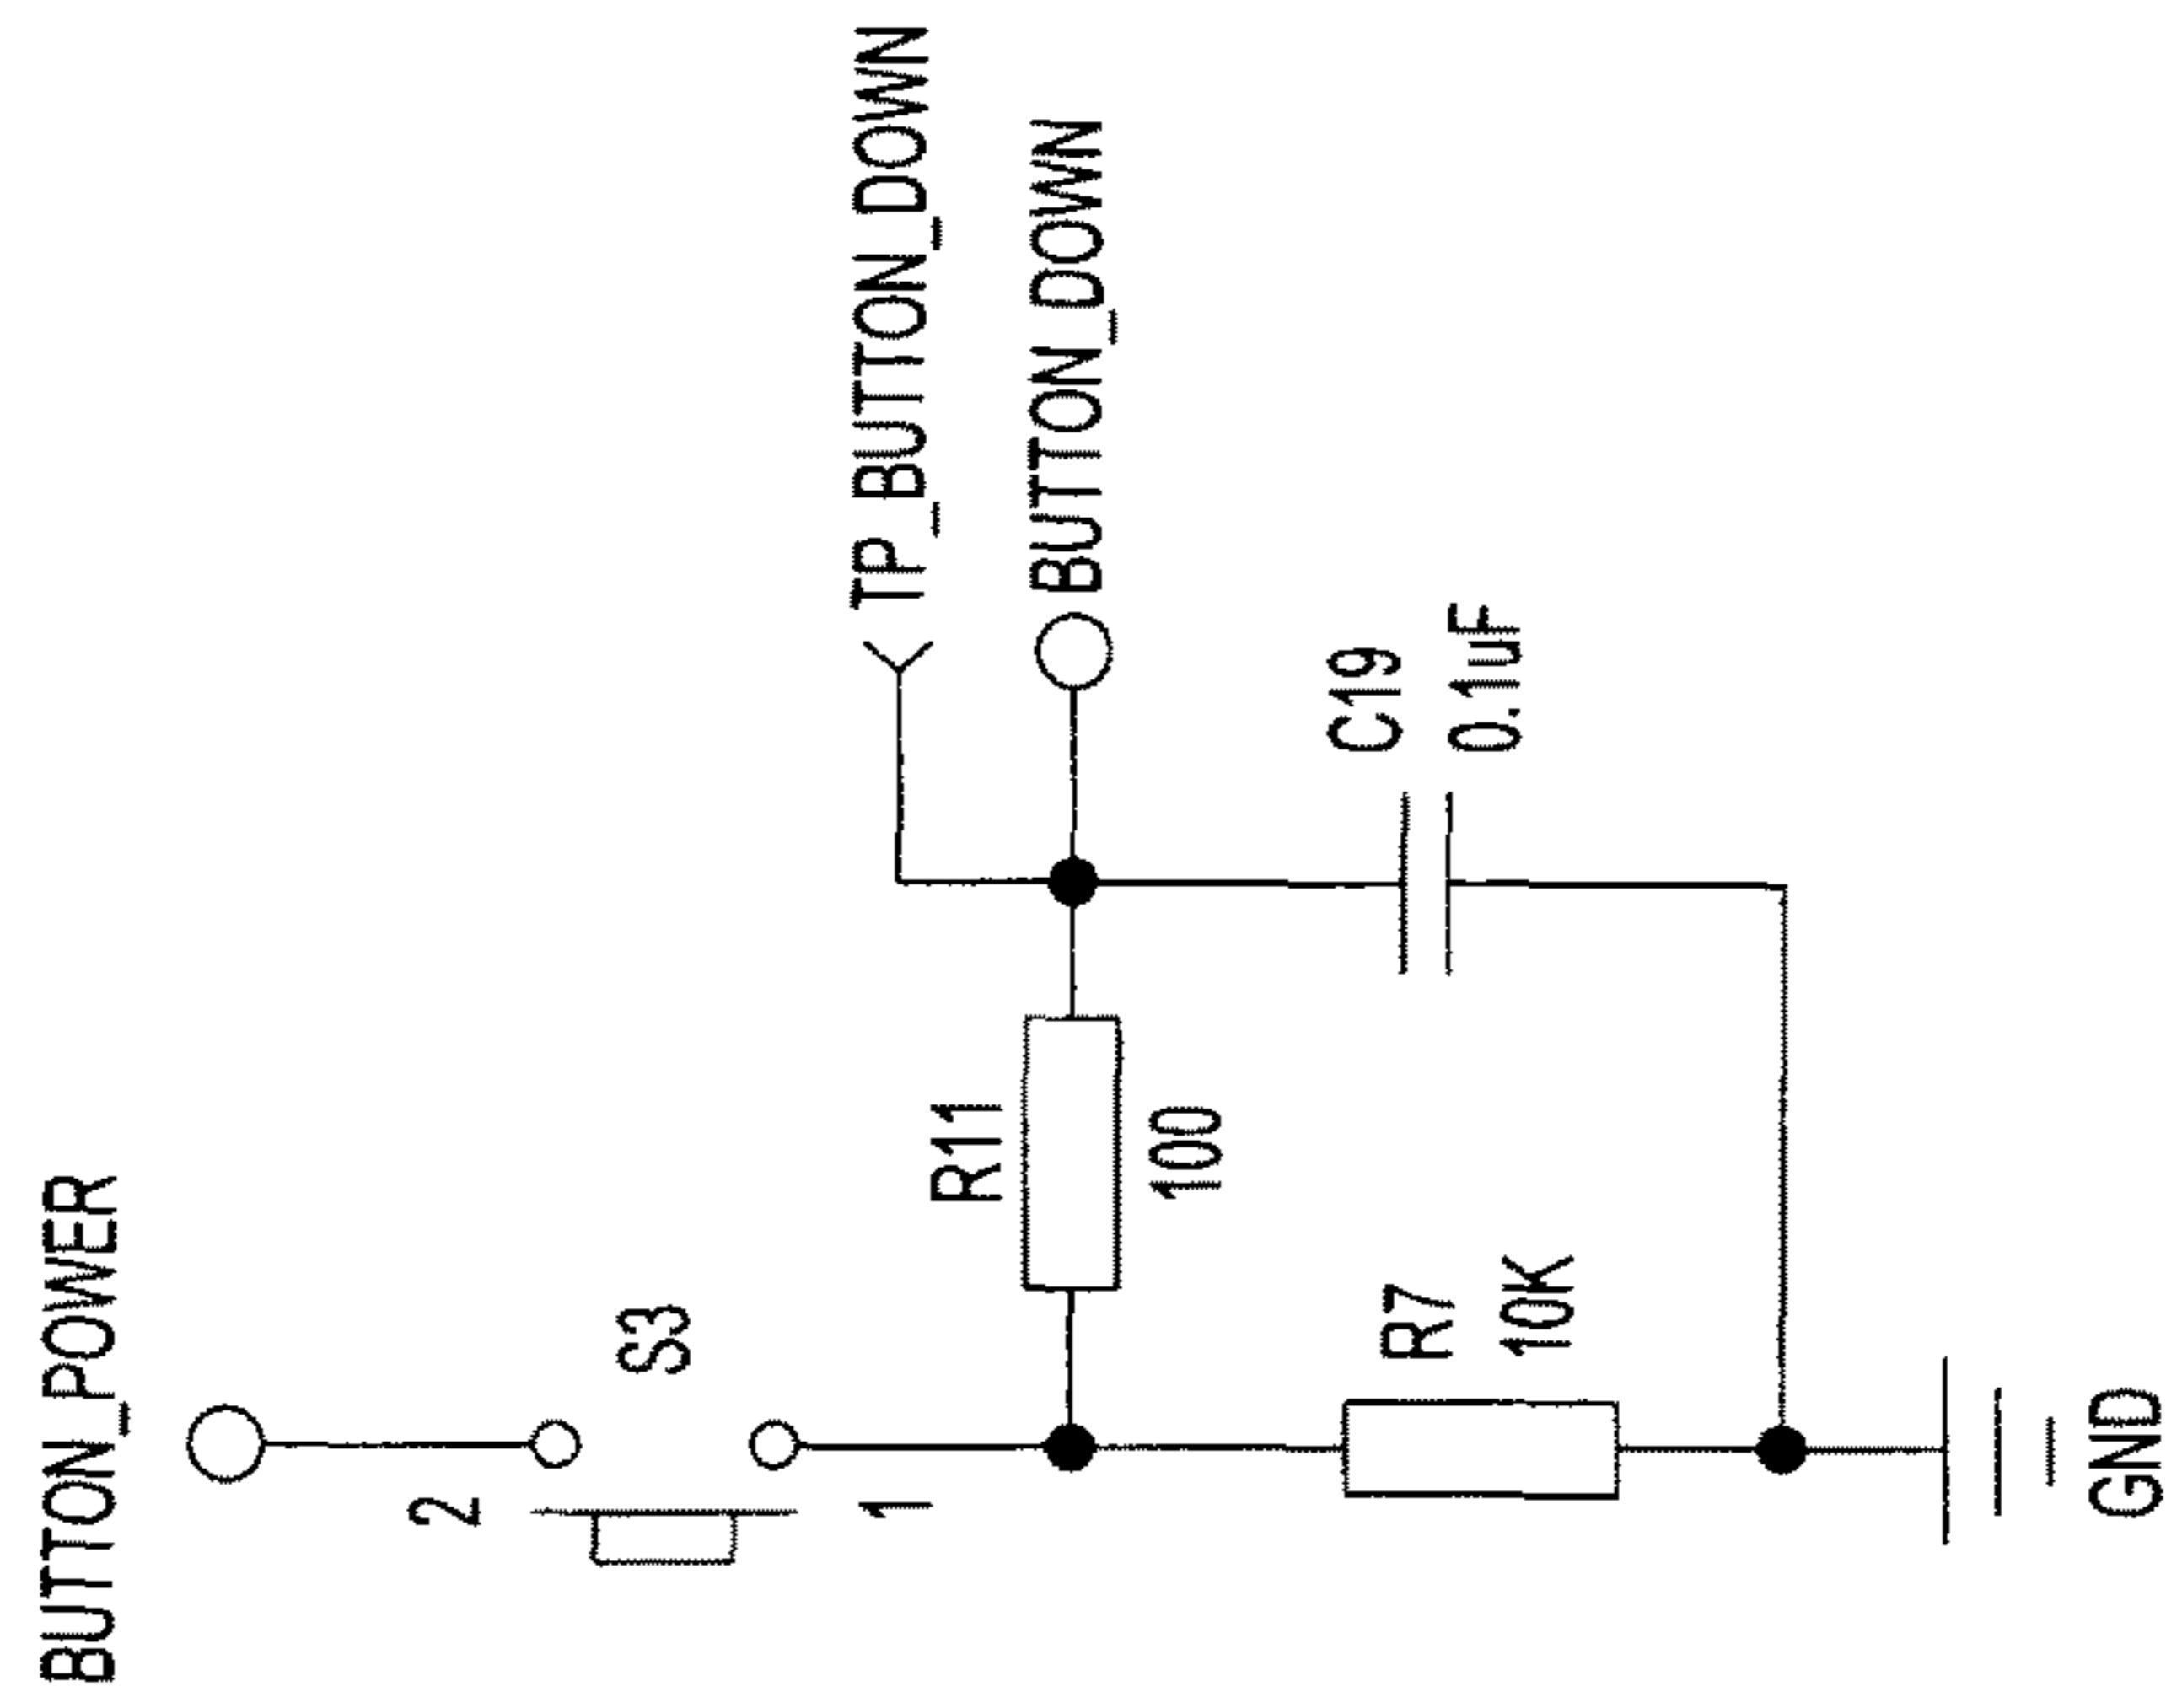 BUTTON_POWER
2
S3
1
TP_BUTTON_DOWN
BUTTON_DOWN
R11
100
C19
0.1uF
R7
10K
GND